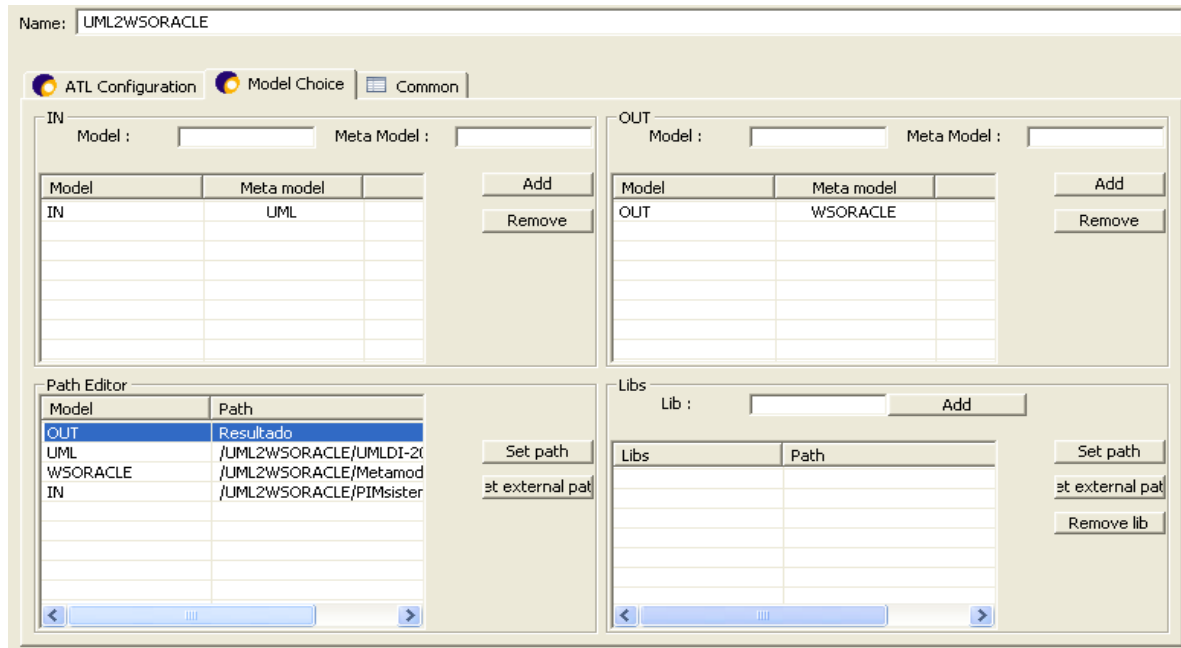 Name: UML2WSORACLE
ATL Configuration Model Choice Common
IN
Model : Meta Model :
Add
Model Meta model
IN UML
Remove
OUT
Model : Meta Model :
Add
Model Meta model
OUT WSORACLE
Remove
Path Editor
Model Path
OUT Resultado
UML /UML2WSORACLE/UMLDI-20
WSORACLE /UML2WSORACLE/Metamod
IN /UML2WSORACLE/PIMsister
Set path
et external pat
Libs
Lib : Add
Libs Path
Set path
et external pat
Remove lib